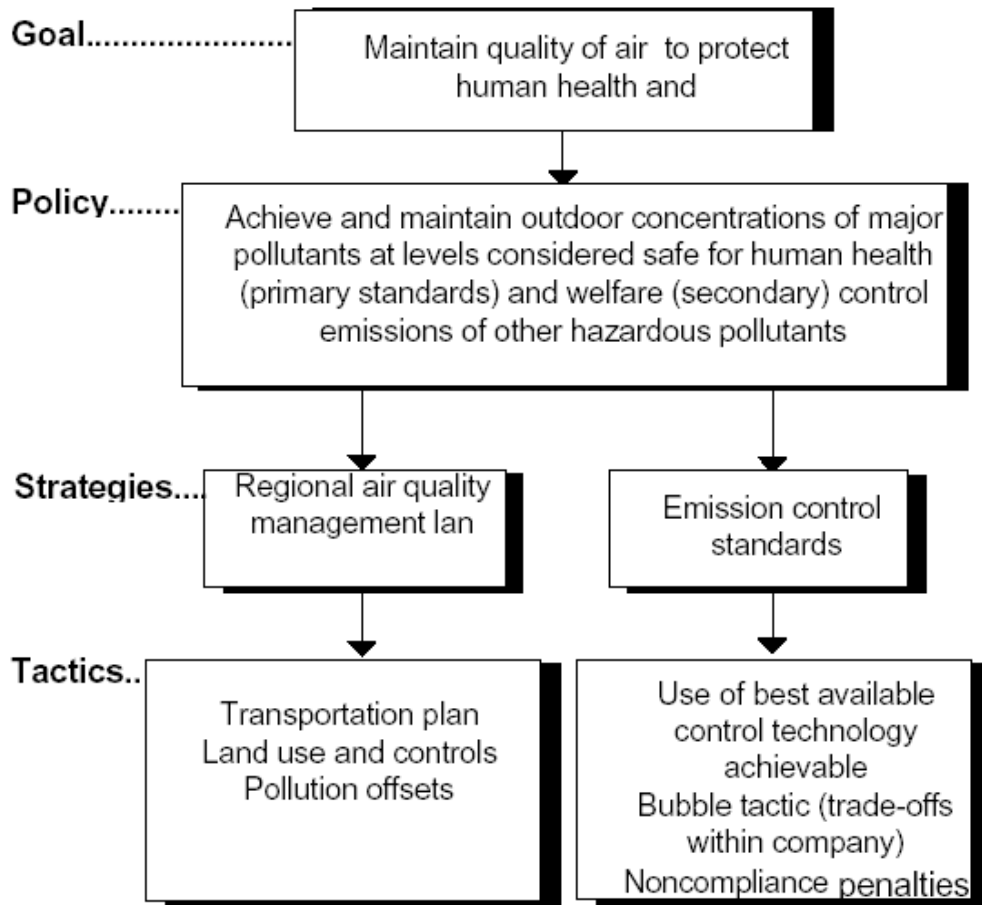 Goal.......................
Maintain quality of air to protect
human health and
Policy........
Achieve and maintain outdoor concentrations of major
pollutants at levels considered safe for human health
(primary standards) and welfare (secondary) control
emissions of other hazardous pollutants
Strategies....
Regional air quality
management lan
Emission control
standards
Tactics..
Transportation plan
Land use and controls
Pollution offsets
Use of best available
control technology
achievable
Bubble tactic (trade-offs
within company)
Noncompliance penalties